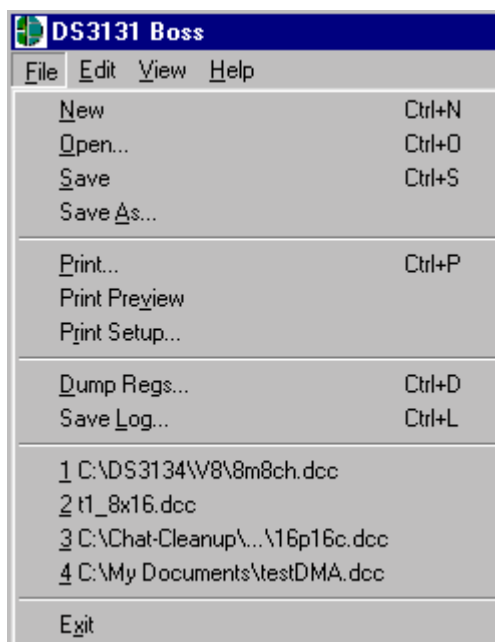 DS3131 Boss
File Edit View Help
New Ctrl+N
Open... Ctrl+O
Save Ctrl+S
Save As...
Print... Ctrl+P
Print Preview
Print Setup...
Dump Regs... Ctrl+D
Save Log... Ctrl+L
1 C:\DS3134\V8\8m8ch.dcc
2 t1_8x16.dcc
3 C:\Chat-Cleanup\...\16p16c.dcc
4 C:\My Documents\testDMA.dcc
Exit